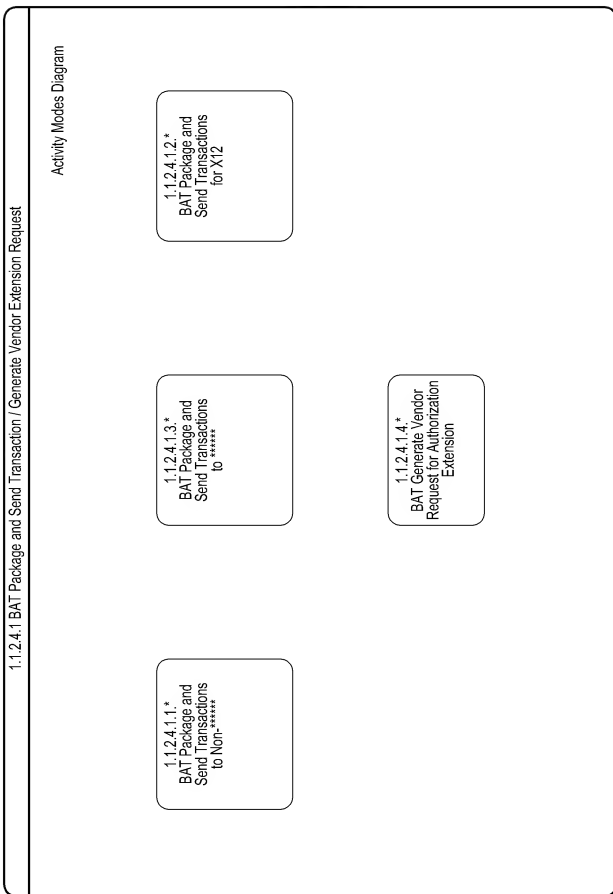 1.1.2.4.1 BAT Package and Send Transaction / Generate Vendor Extension Request
Activity Modes Diagram
1.1.2.4.1.1.*
BAT Package and
Send Transactions
to Non-******
1.1.2.4.1.3.*
BAT Package and
Send Transactions
to ******
1.1.2.4.1.2.*
BAT Package and
Send Transactions
for X12
1.1.2.4.1.4.*
BAT Generate Vendor
Request for Authorization
Extension